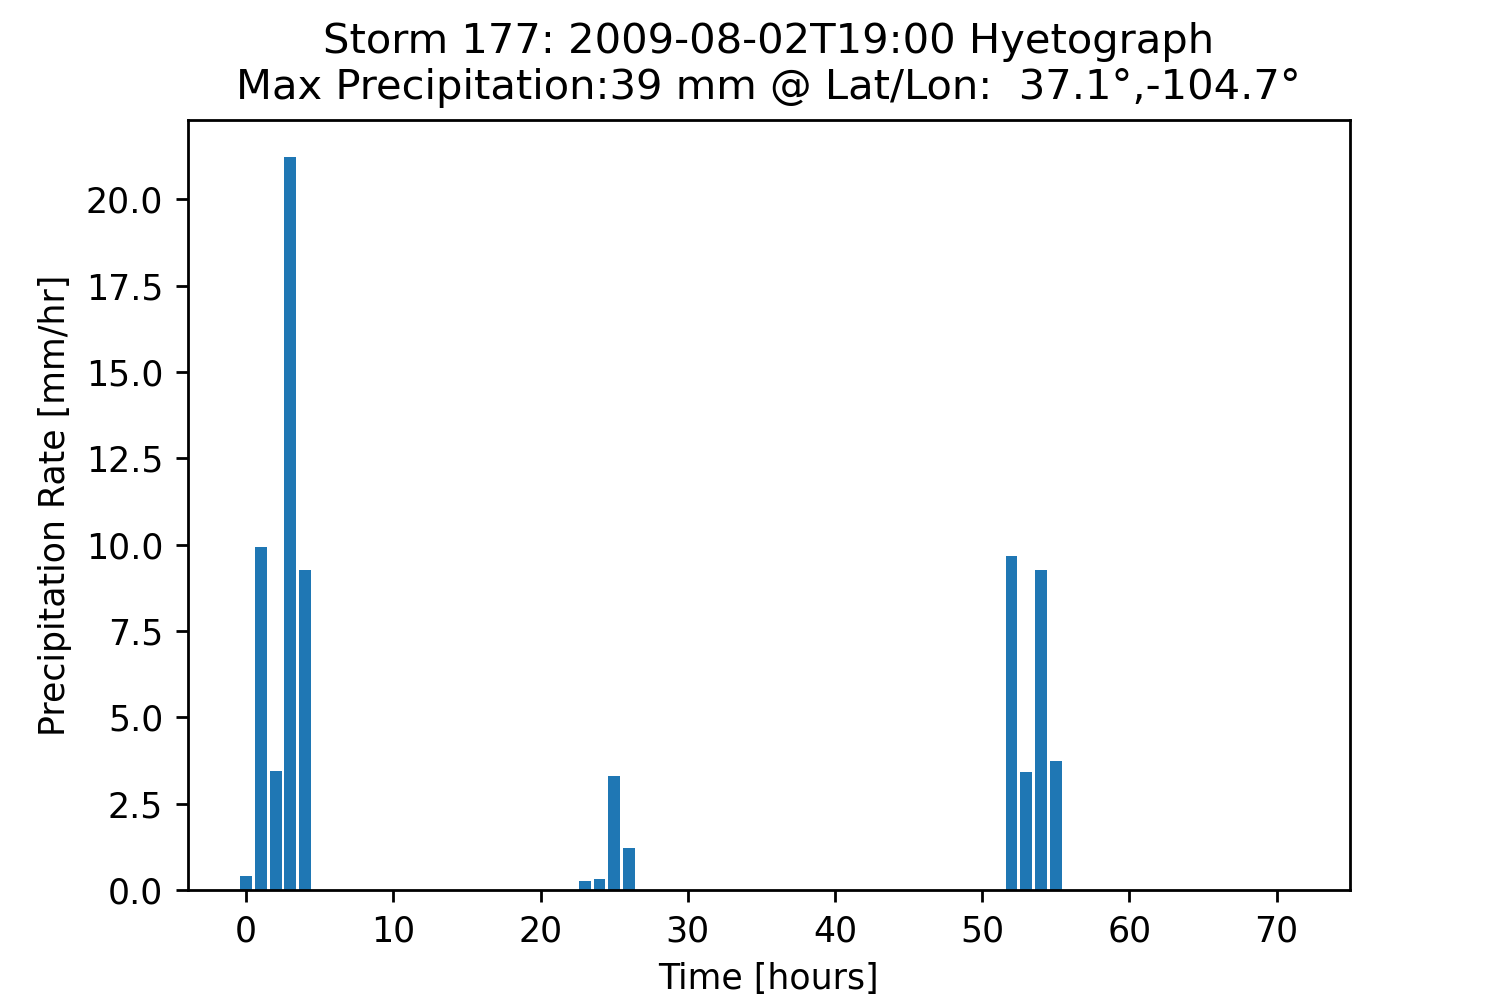 Storm 177: 2009-08-02T19:00 Hyetograph
Max Precipitation:39 mm @ Lat/Lon:  37.1°,-104.7°
Precipitation Rate [mm/hr]
20.0
17.5
15.0
12.5
10.0
7.5
5.0
2.5
0.0
0 10 20 30 40 50 60 70
Time [hours]